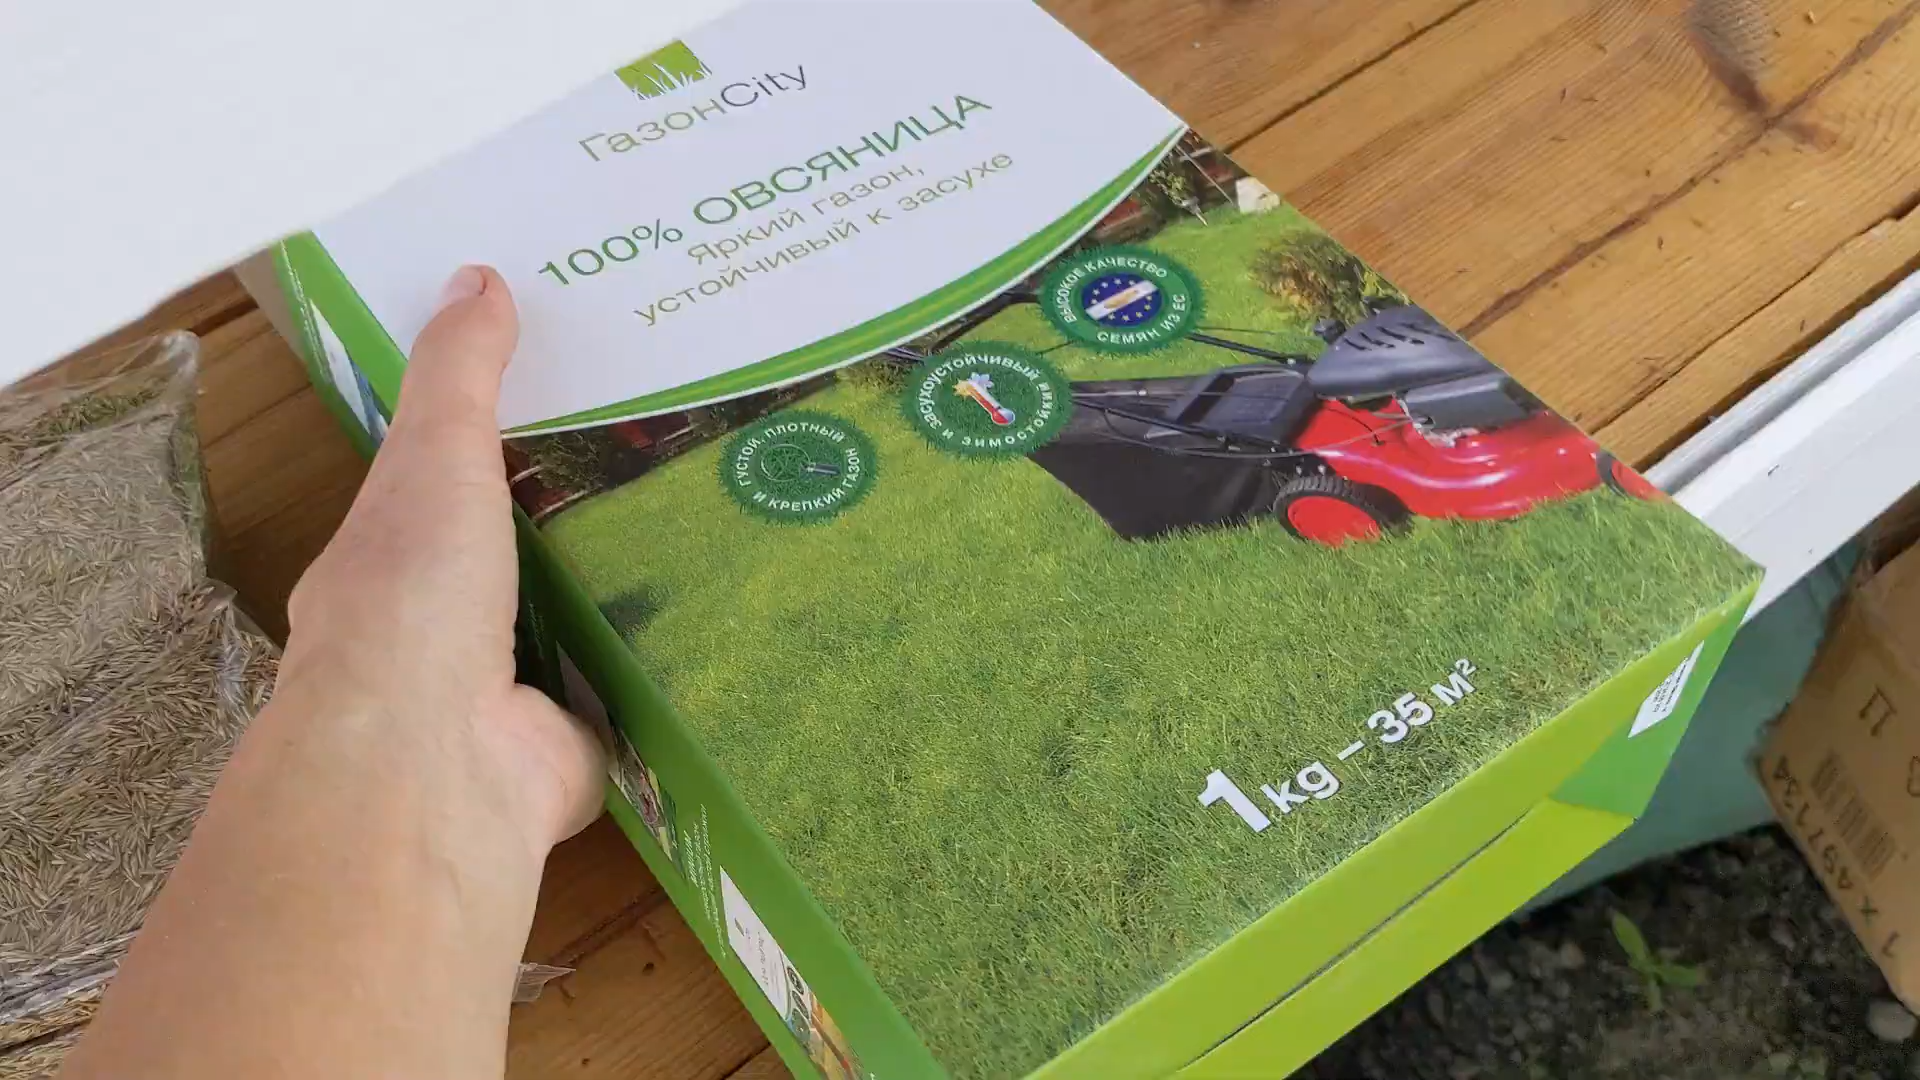 ГазонCity
100% ОВСЯНИЦА
яркий газон,
устойчивый к засухе
ВЫСОКОЕ КАЧЕСТВО
СЕМЯН ИЗ ЕС
ЗАСУХОУСТОЙЧИВЫЙ
И ЗИМОСТОЙКИЙ
ГУСТОЙ, ПЛОТНЫЙ
И КРЕПКИЙ ГАЗОН
1kg – 35 м²